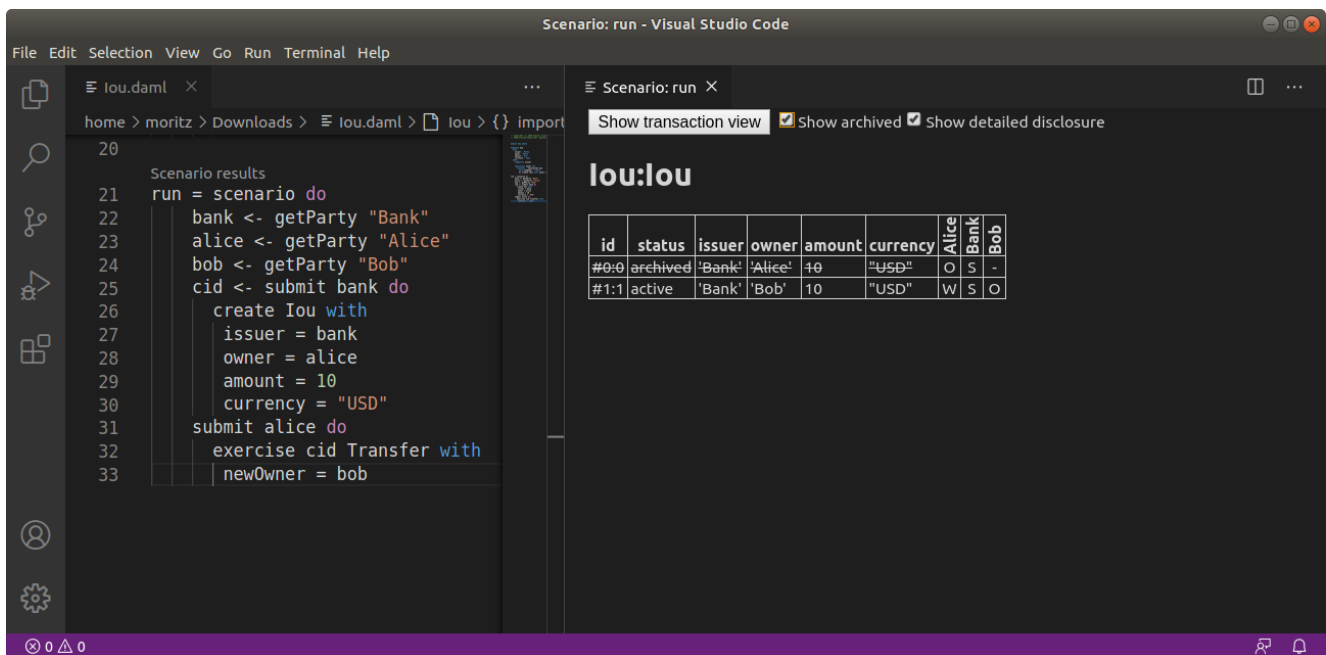 Scenario: run - Visual Studio Code
File Edit Selection View Go Run Terminal Help
Iou.daml
home > moritz > Downloads > Iou.daml > Iou > {} import
20
Scenario results
21 run = scenario do
22 bank <- getParty "Bank"
23 alice <- getParty "Alice"
24 bob <- getParty "Bob"
25 cid <- submit bank do
26 create Iou with
27 issuer = bank
28 owner = alice
29 amount = 10
30 currency = "USD"
31 submit alice do
32 exercise cid Transfer with
33 newOwner = bob
Scenario: run
Show transaction view Show archived Show detailed disclosure
Iou:Iou
id status issuer owner amount currency Alice Bank Bob
#0:0 archived 'Bank' 'Alice' 10 "USD" O S -
#1:1 active 'Bank' 'Bob' 10 "USD" W S O
0 0